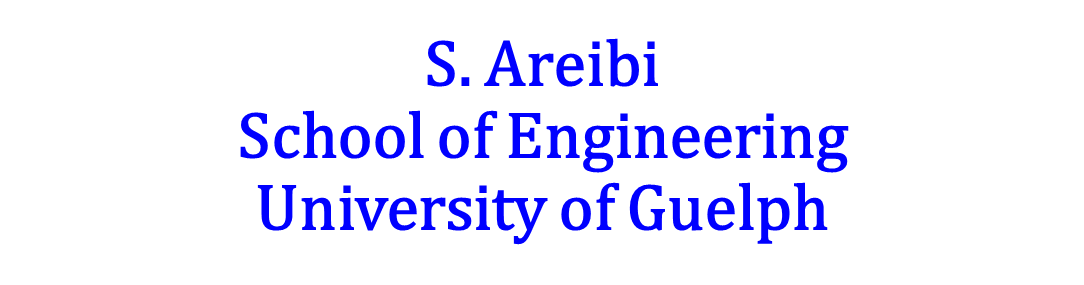 S. Areibi
School of Engineering
University of Guelph